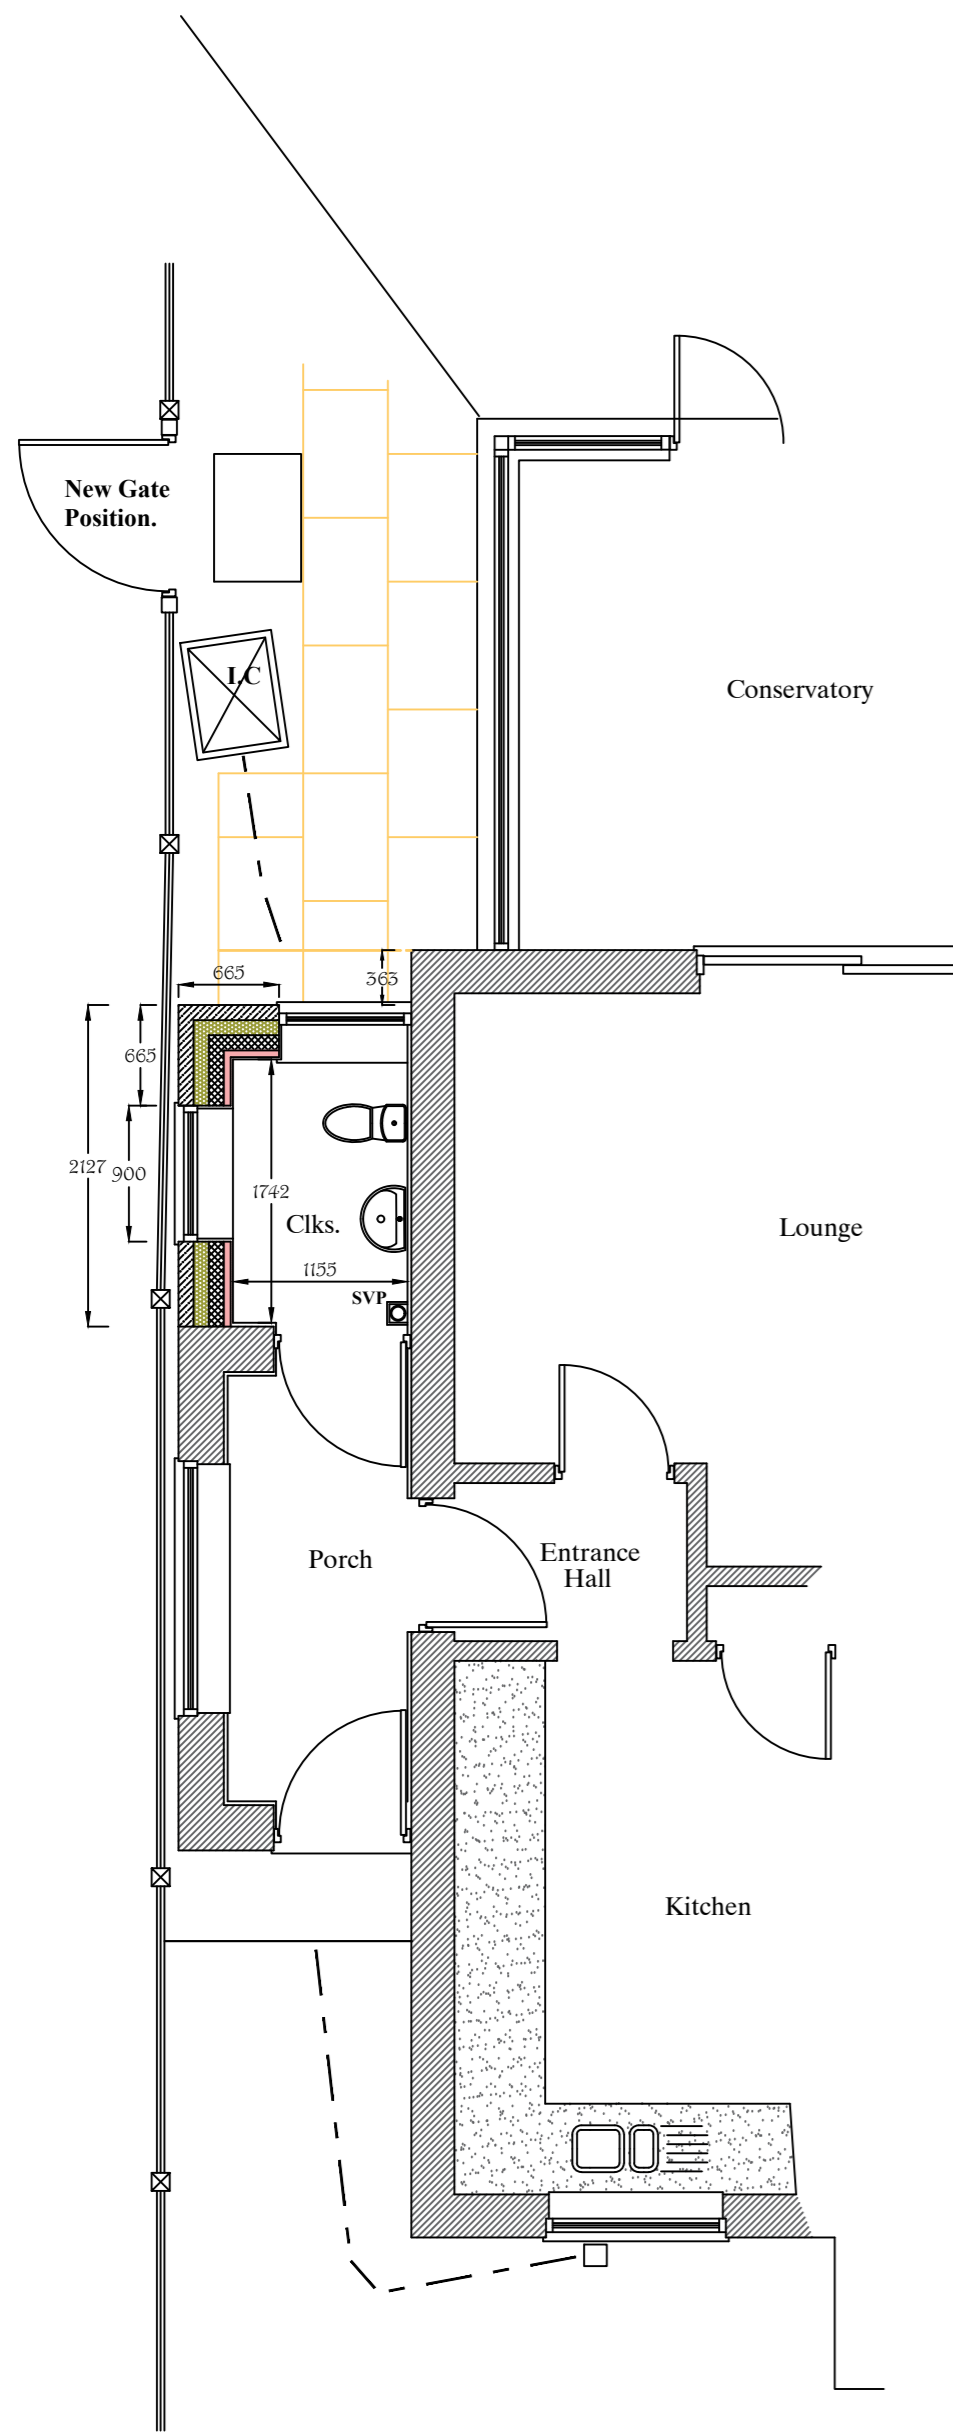 New Gate
Position.
I.C
Conservatory
665
363
665
2127
900
1742
Clks.
Lounge
1155
SVP
Porch
Entrance
Hall
Kitchen